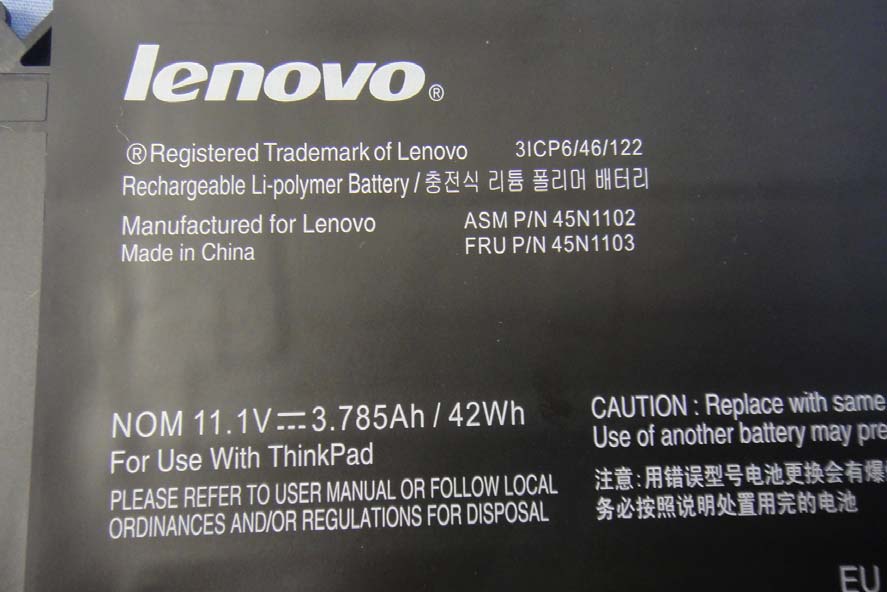 lenovo®
® Registered Trademark of Lenovo 3ICP6/46/122
Rechargeable Li-polymer Battery / 충전식 리튬 폴리머 배터리
Manufactured for Lenovo ASM P/N 45N1102
Made in China FRU P/N 45N1103
NOM 11.1V⎓3.785Ah / 42Wh
For Use With ThinkPad
PLEASE REFER TO USER MANUAL OR FOLLOW LOCAL
ORDINANCES AND/OR REGULATIONS FOR DISPOSAL
CAUTION : Replace with same
Use of another battery may pre
注意: 用错误型号电池更换会有爆
务必按照说明处置用完的电池
EU